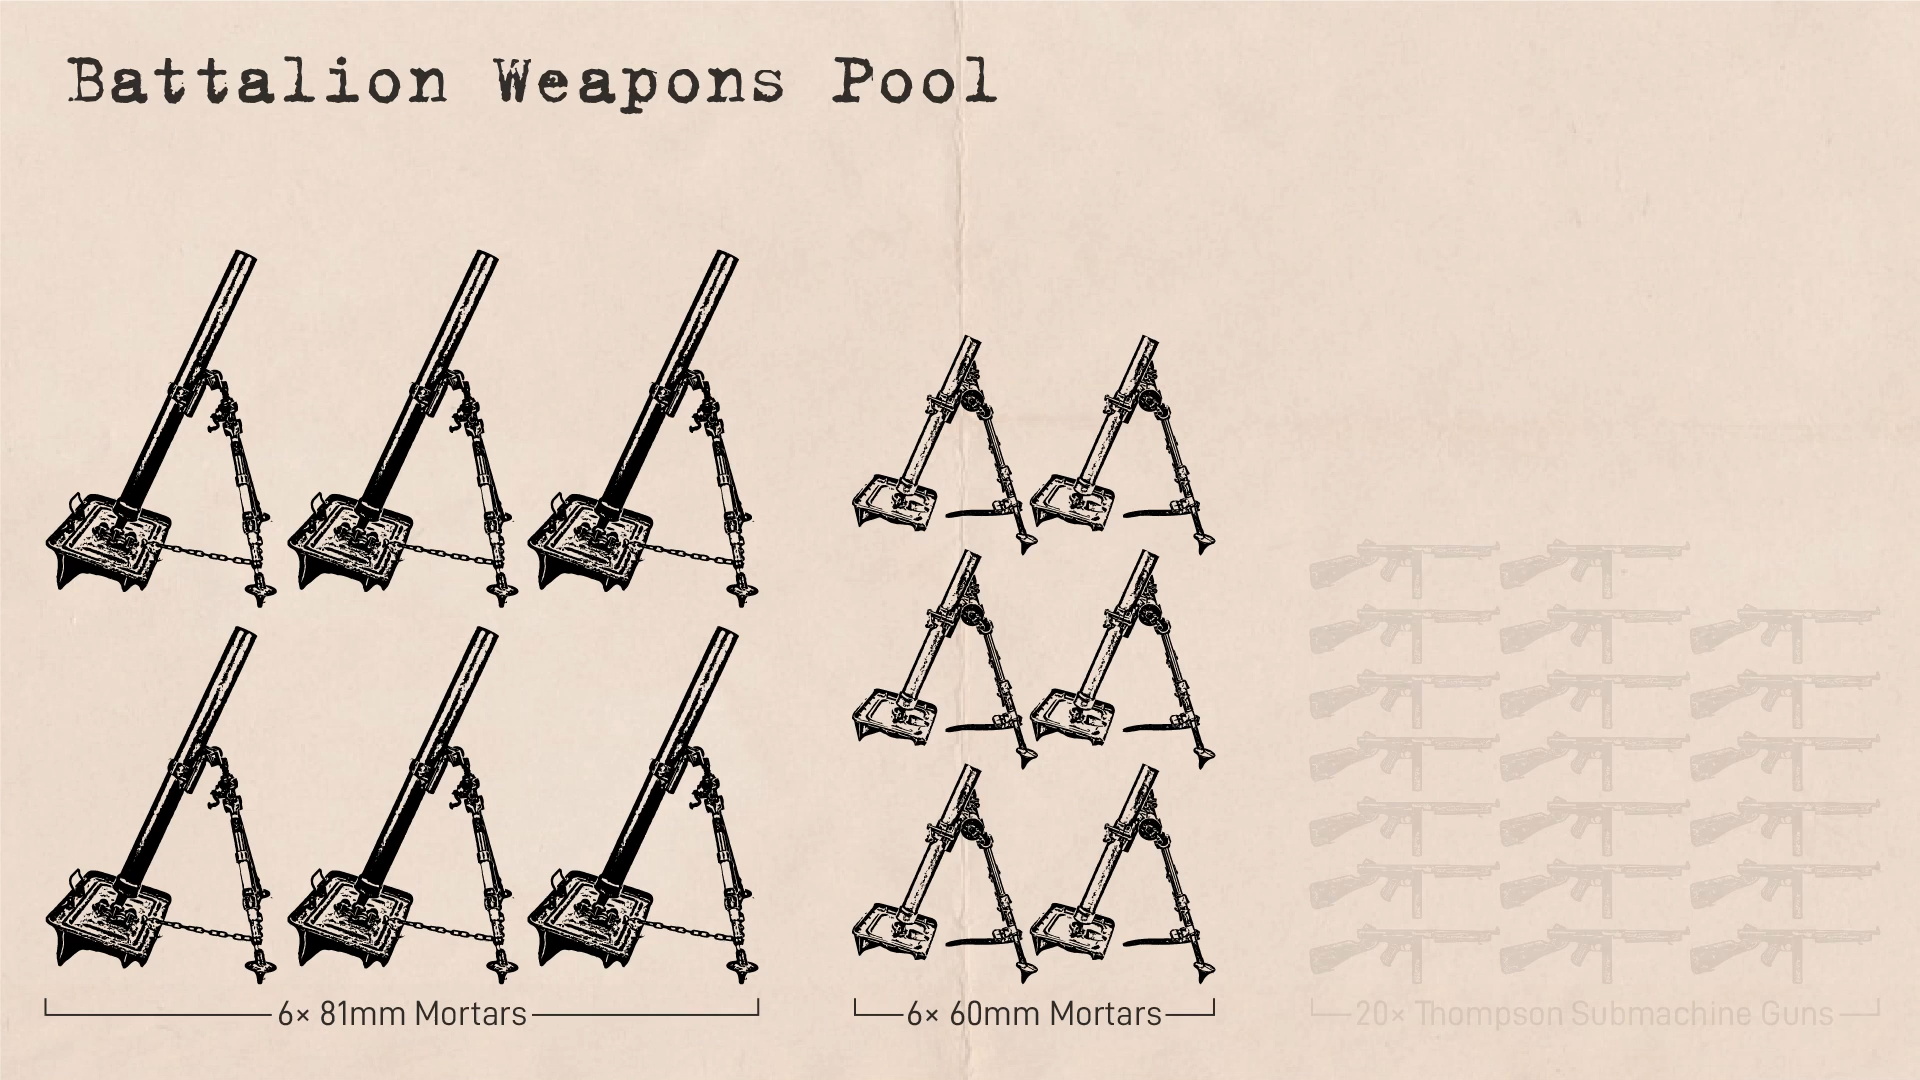 Battalion Weapons Pool
6× 81mm Mortars
6× 60mm Mortars
20× Thompson Submachine Guns